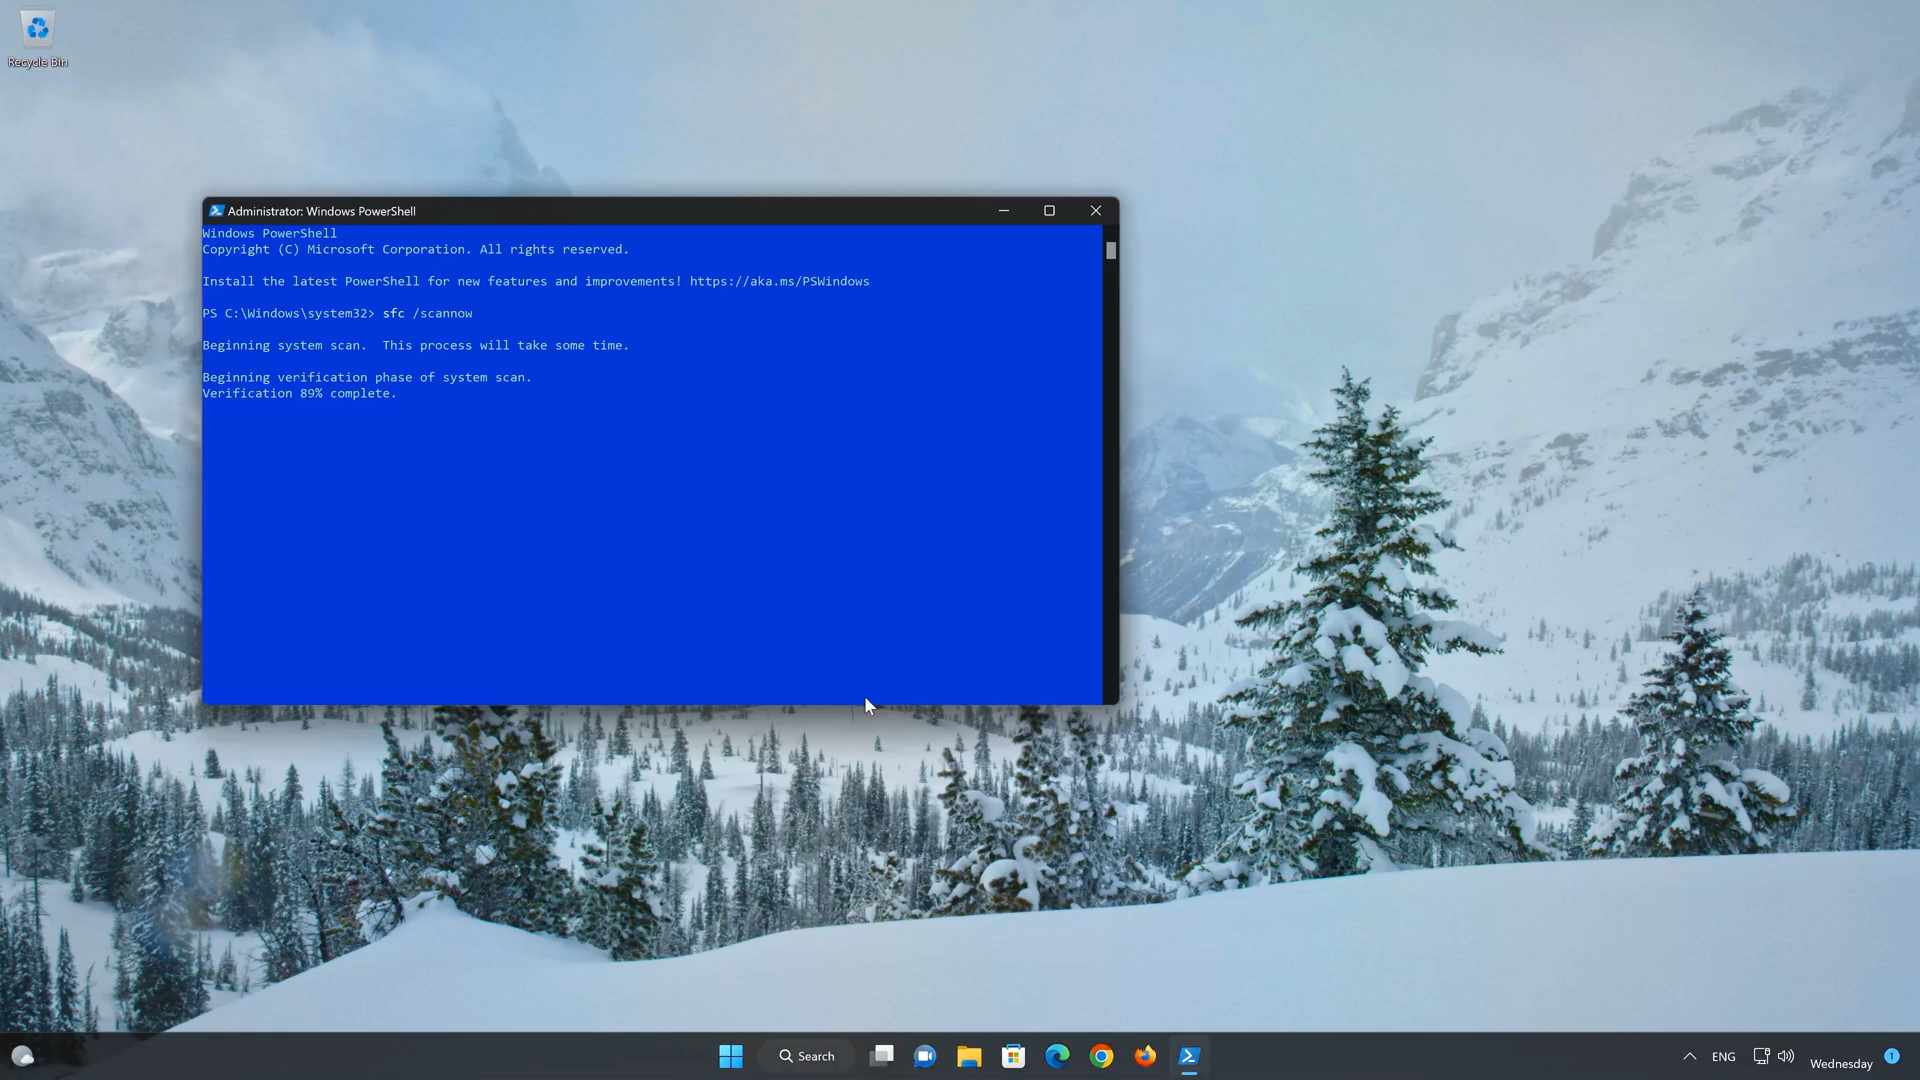 Recycle Bin
Administrator: Windows PowerShell
Windows PowerShell
Copyright (C) Microsoft Corporation. All rights reserved.
Install the latest PowerShell for new features and improvements! https://aka.ms/PSWindows
PS C:\Windows\system32> sfc /scannow
Beginning system scan.  This process will take some time.
Beginning verification phase of system scan.
Verification 89% complete.
Search
ENG
Wednesday
1